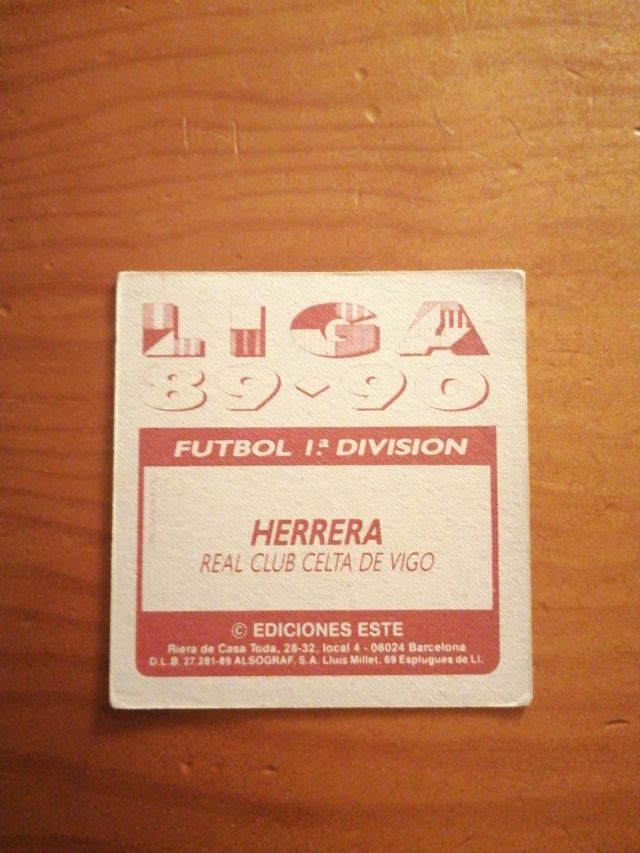 LIGA
89-90
FUTBOL 1.ª DIVISION
HERRERA
REAL CLUB CELTA DE VIGO
© EDICIONES ESTE
Riera de Casa Toda, 28-32, local 4 - 08024 Barcelona
D.L.B. 27.281-89 ALSOGRAF, S.A. Lluis Millet, 69 Esplugues de Ll.